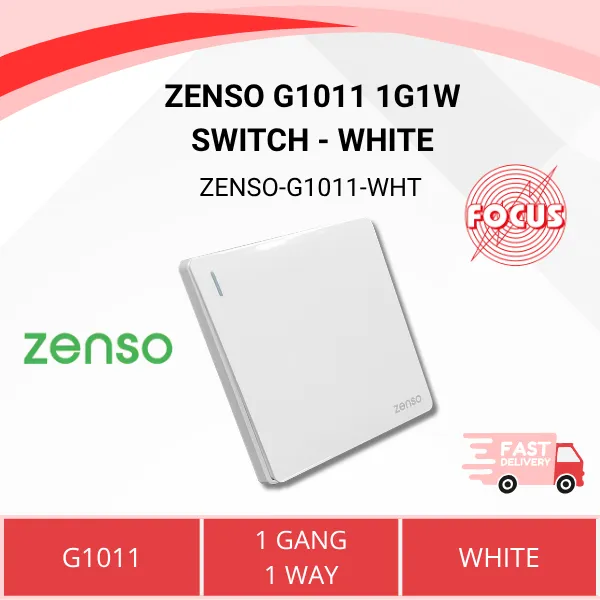 ZENSO G1011 1G1W
SWITCH - WHITE
ZENSO-G1011-WHT
FOCUS
zenso
zenso
FAST
DELIVERY
G1011
1 GANG
1 WAY
WHITE